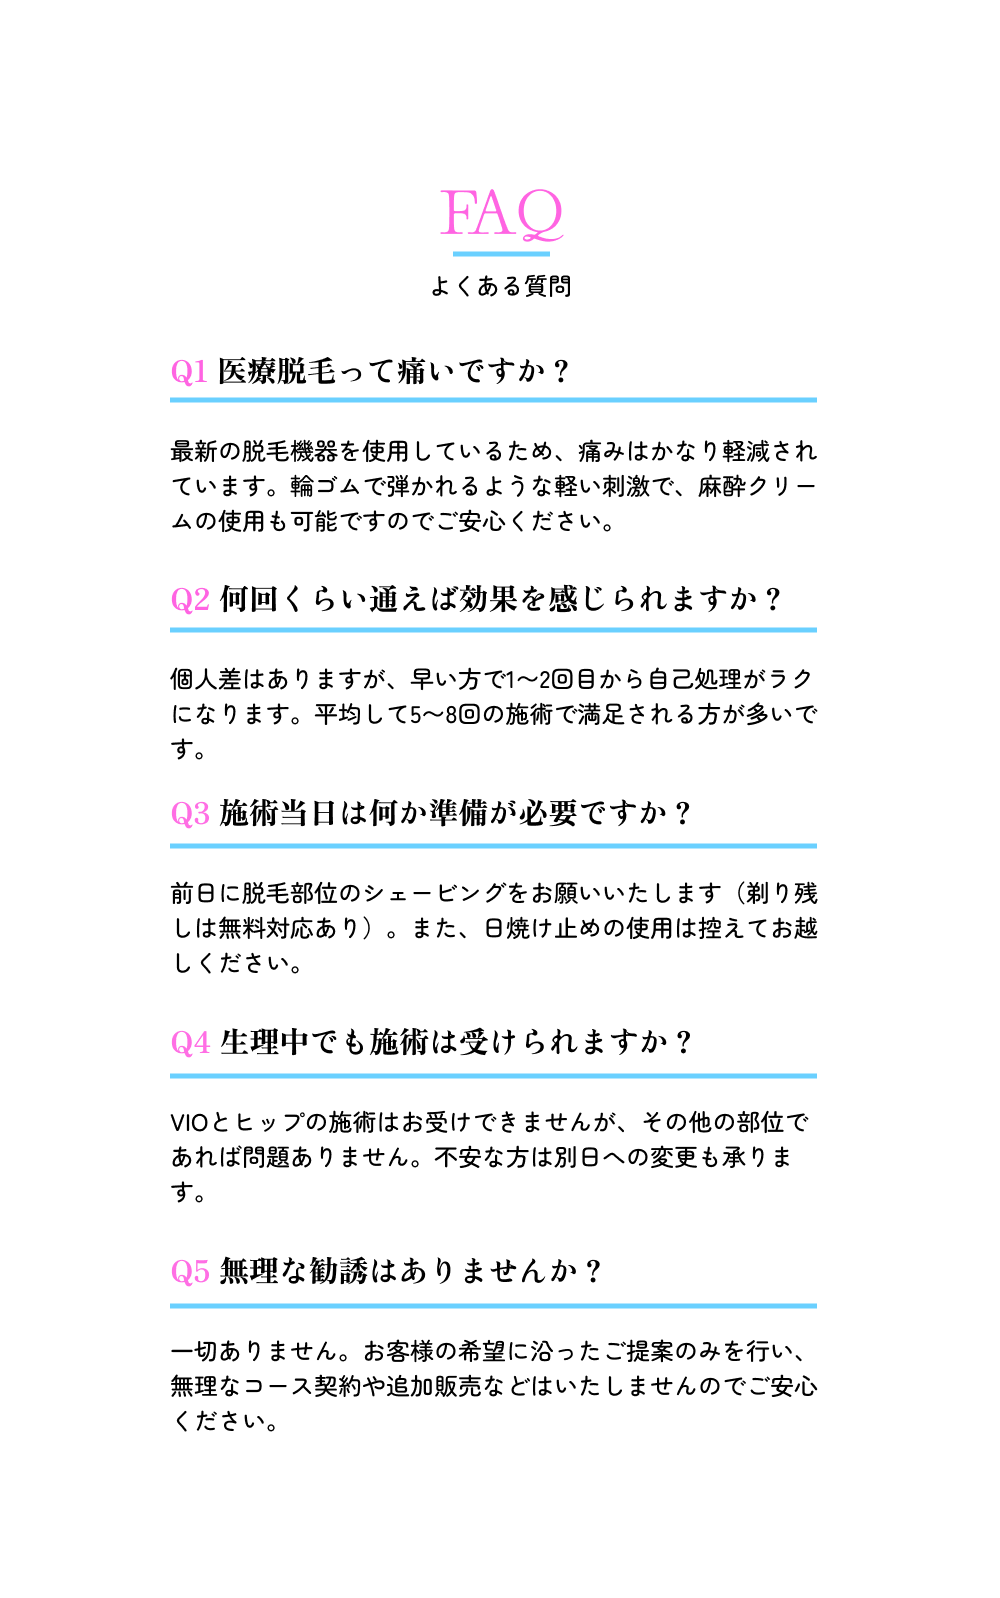 FAQ
よくある質問
Q1 医療脱毛って痛いですか？
最新の脱毛機器を使用しているため、痛みはかなり軽減され
ています。輪ゴムで弾かれるような軽い刺激で、麻酔クリー
ムの使用も可能ですのでご安心ください。
Q2 何回くらい通えば効果を感じられますか？
個人差はありますが、早い方で1〜2回目から自己処理がラク
になります。平均して5〜8回の施術で満足される方が多いで
す。
Q3 施術当日は何か準備が必要ですか？
前日に脱毛部位のシェービングをお願いいたします（剃り残
しは無料対応あり）。また、日焼け止めの使用は控えてお越
しください。
Q4 生理中でも施術は受けられますか？
VIOとヒップの施術はお受けできませんが、その他の部位で
あれば問題ありません。不安な方は別日への変更も承りま
す。
Q5 無理な勧誘はありませんか？
一切ありません。お客様の希望に沿ったご提案のみを行い、
無理なコース契約や追加販売などはいたしませんのでご安心
ください。